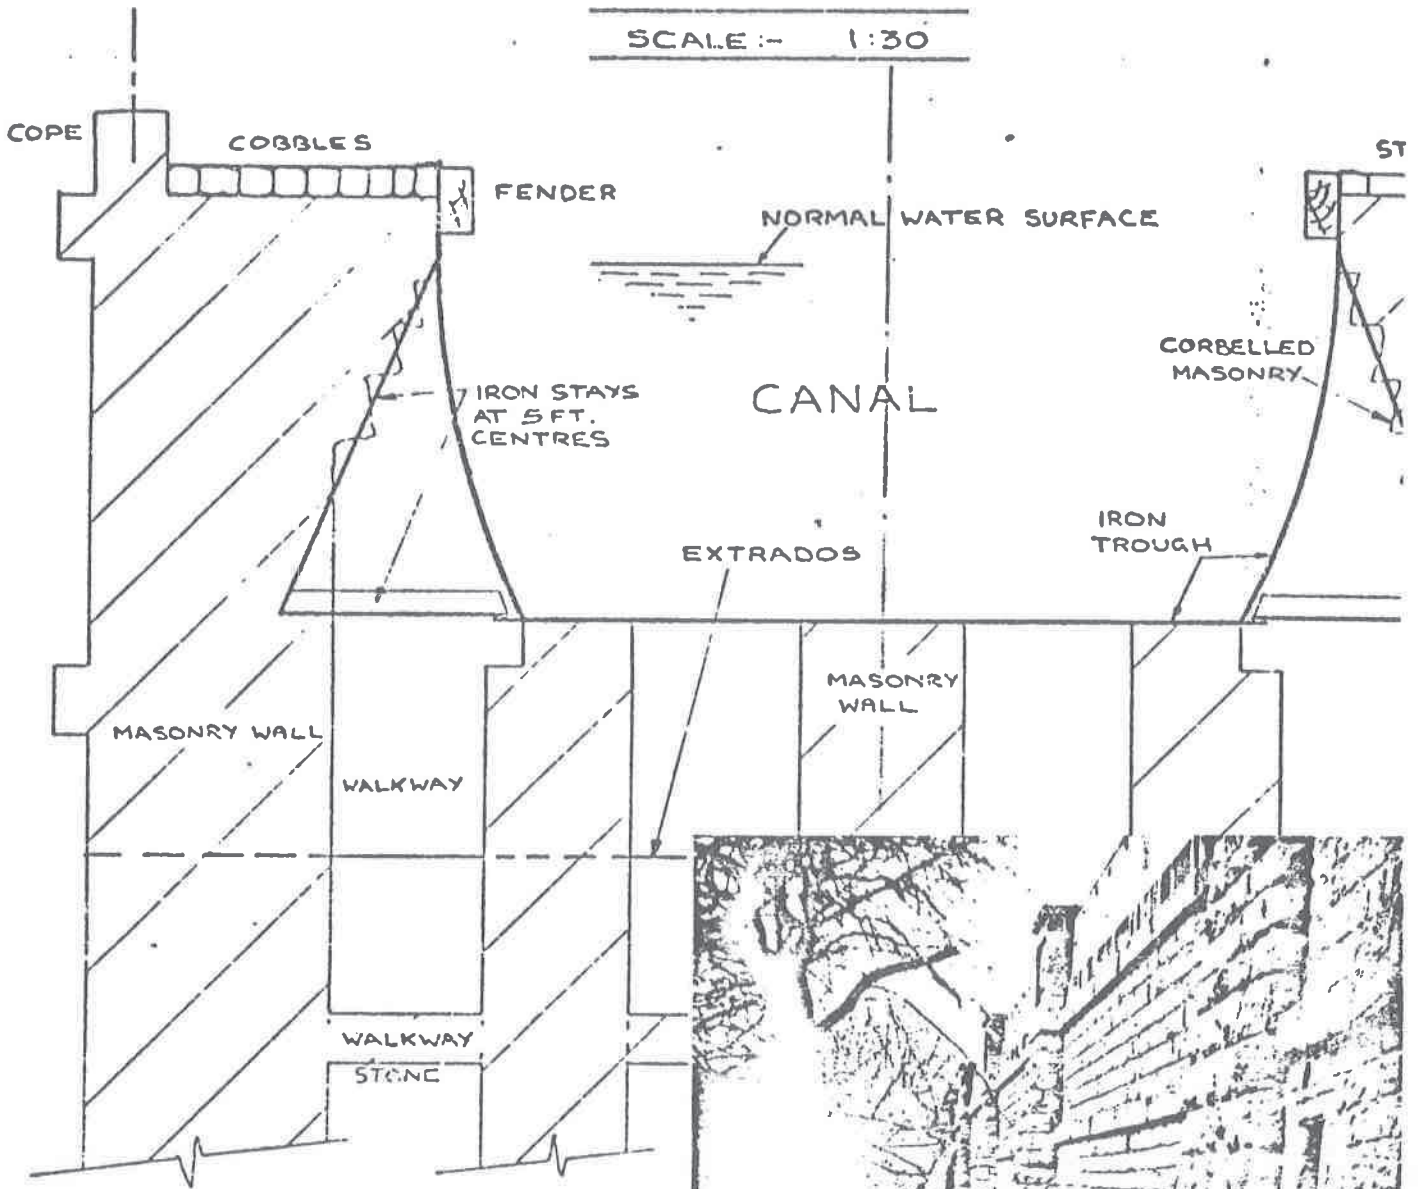 SCALE:- 1:30
COPE
COBBLES
ST
FENDER
NORMAL WATER SURFACE
CORBELLED
MASONRY
IRON STAYS
AT 5 FT.
CENTRES
CANAL
IRON
TROUGH
EXTRADOS
MASONRY
WALL
MASONRY WALL
WALKWAY
WALKWAY
STONE